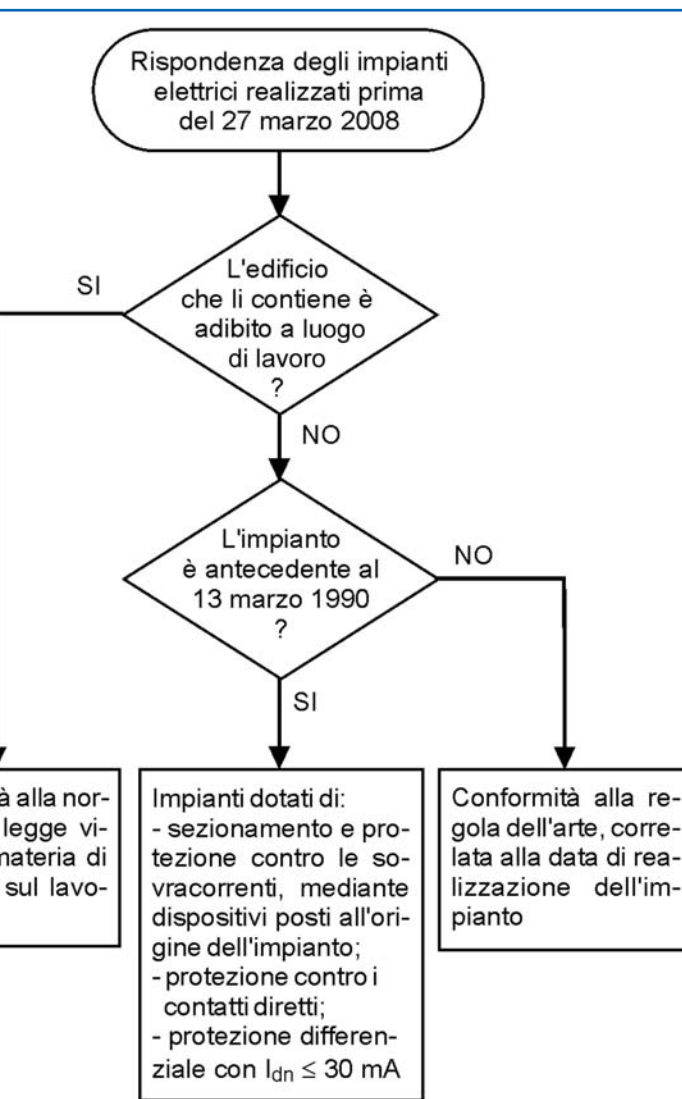 Rispondenza degli impianti
elettrici realizzati prima
del 27 marzo 2008
L'edificio
che li contiene è
adibito a luogo
di lavoro
?
SI
NO
L'impianto
è antecedente al
13 marzo 1990
?
NO
SI
à alla nor-
legge vi-
materia di
sul lavo-
Impianti dotati di:
- sezionamento e pro-
tezione contro le so-
vracorrenti, mediante
dispositivi posti all'ori-
gine dell'impianto;
- protezione contro i
contatti diretti;
- protezione differen-
ziale con Idn ≤ 30 mA
Conformità alla re-
gola dell'arte, corre-
lata alla data di rea-
lizzazione dell'im-
pianto